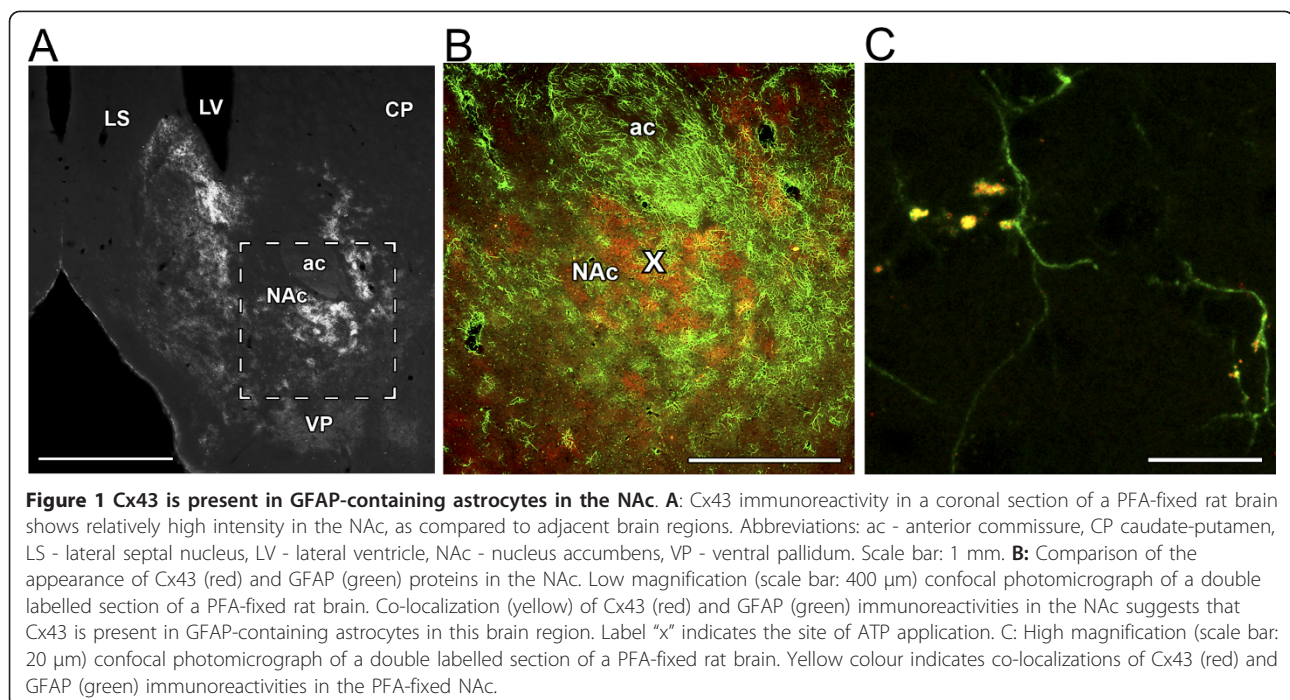 A
B
C
LS
LV
CP
ac
NAc
VP
ac
NAc
X
Figure 1 Cx43 is present in GFAP-containing astrocytes in the NAc. A: Cx43 immunoreactivity in a coronal section of a PFA-fixed rat brain
shows relatively high intensity in the NAc, as compared to adjacent brain regions. Abbreviations: ac - anterior commissure, CP caudate-putamen,
LS - lateral septal nucleus, LV - lateral ventricle, NAc - nucleus accumbens, VP - ventral pallidum. Scale bar: 1 mm. B: Comparison of the
appearance of Cx43 (red) and GFAP (green) proteins in the NAc. Low magnification (scale bar: 400 μm) confocal photomicrograph of a double
labelled section of a PFA-fixed rat brain. Co-localization (yellow) of Cx43 (red) and GFAP (green) immunoreactivities in the NAc suggests that
Cx43 is present in GFAP-containing astrocytes in this brain region. Label “x” indicates the site of ATP application. C: High magnification (scale bar:
20 μm) confocal photomicrograph of a double labelled section of a PFA-fixed rat brain. Yellow colour indicates co-localizations of Cx43 (red) and
GFAP (green) immunoreactivities in the PFA-fixed NAc.